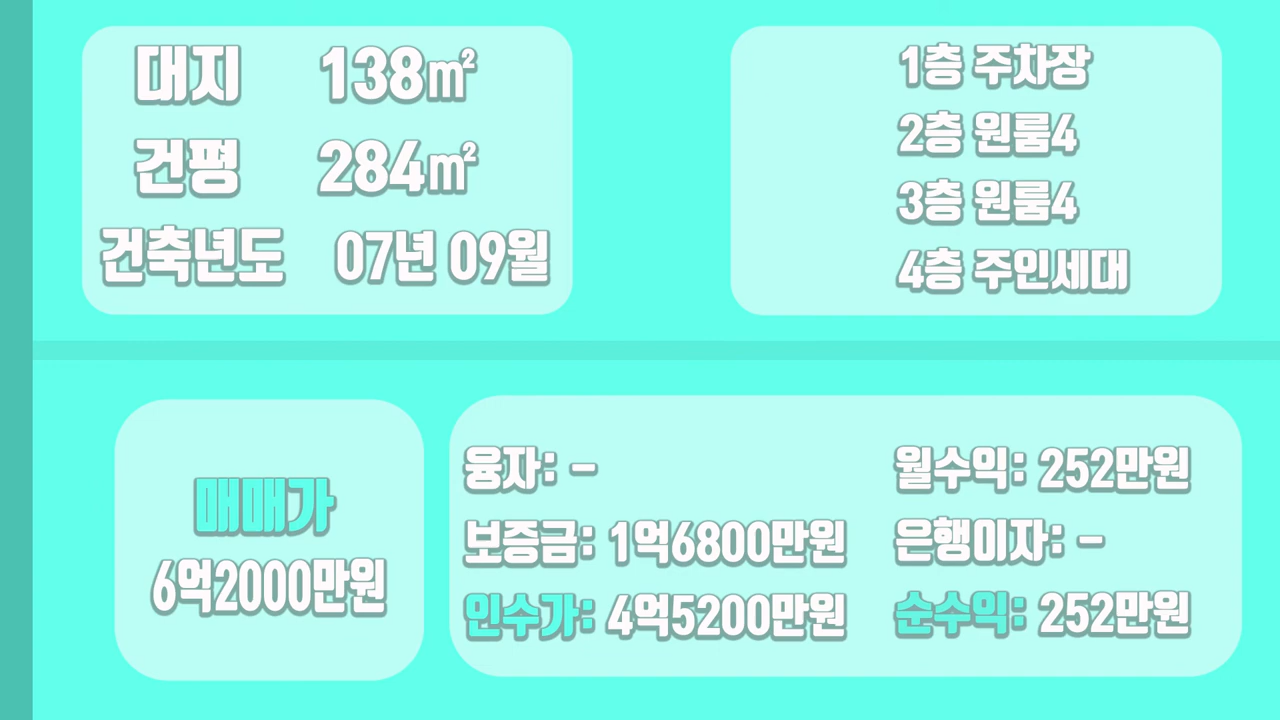 대지 138㎡
건평 284㎡
건축년도 07년 09월
1층 주차장
2층 원룸4
3층 원룸4
4층 주인세대
매매가
6억2000만원
융자: -
보증금: 1억6800만원
인수가: 4억5200만원
월수익: 252만원
은행이자: -
순수익: 252만원